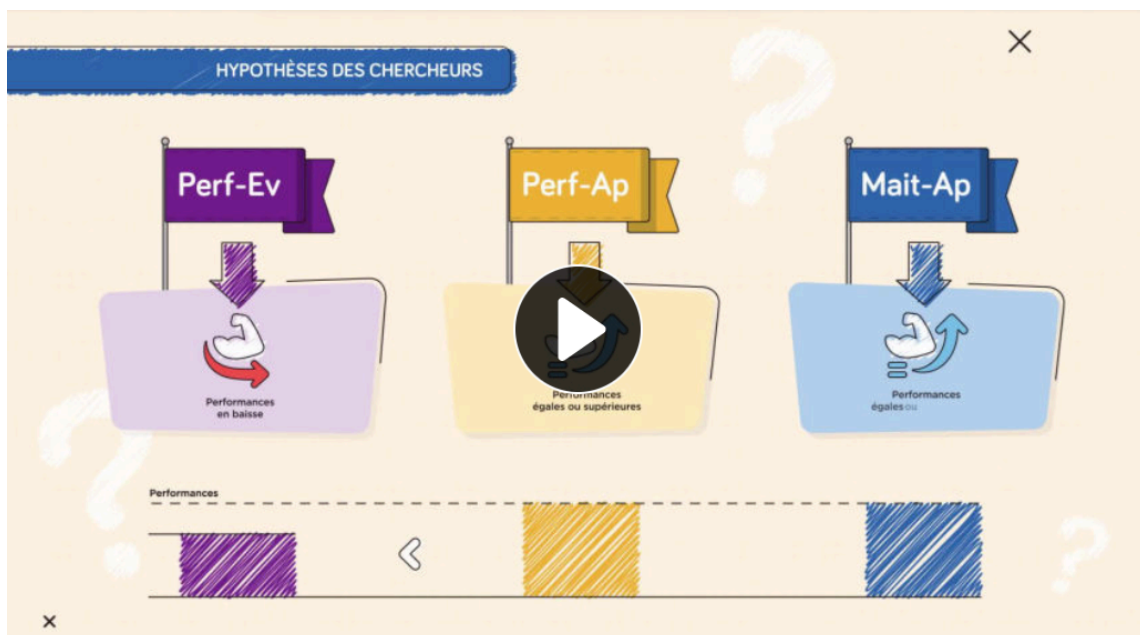 HYPOTHÈSES DES CHERCHEURS
Perf-Ev
Perf-Ap
Mait-Ap
Performances
en baisse
Performances
égales ou supérieures
Performances
égales ou
Performances